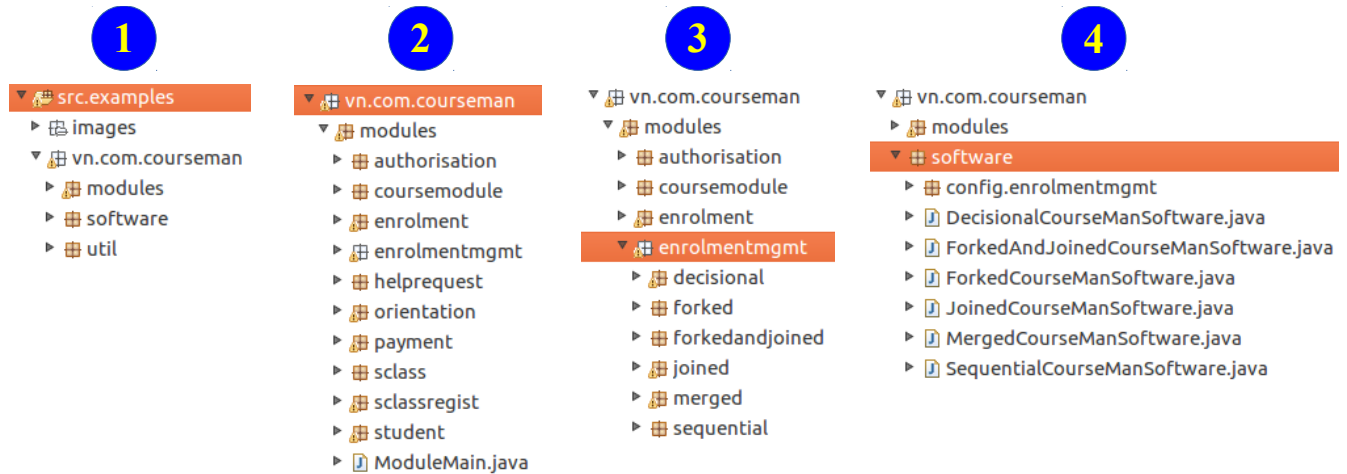 1
src.examples
images
vn.com.courseman
modules
software
util
2
vn.com.courseman
modules
authorisation
coursemodule
enrolment
enrolmentmgmt
helprequest
orientation
payment
sclass
sclassregist
student
ModuleMain.java
3
vn.com.courseman
modules
authorisation
coursemodule
enrolment
enrolmentmgmt
decisional
forked
forkedandjoined
joined
merged
sequential
4
vn.com.courseman
modules
software
config.enrolmentmgmt
DecisionalCourseManSoftware.java
ForkedAndJoinedCourseManSoftware.java
ForkedCourseManSoftware.java
JoinedCourseManSoftware.java
MergedCourseManSoftware.java
SequentialCourseManSoftware.java